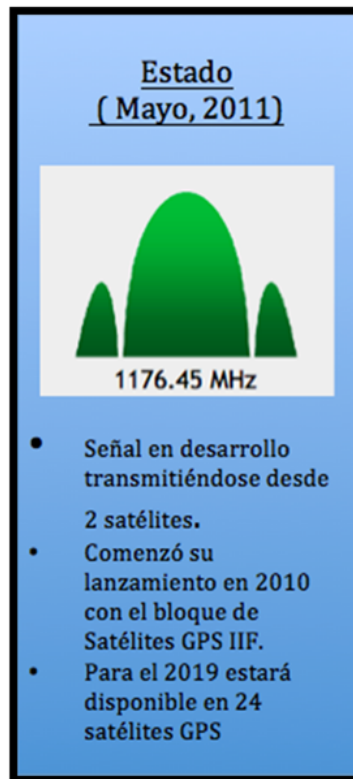 Estado
( Mayo, 2011)
1176.45 MHz
• Señal en desarrollo
transmitiéndose desde
2 satélites.
• Comenzó su
lanzamiento en 2010
con el bloque de
Satélites GPS IIF.
• Para el 2019 estará
disponible en 24
satélites GPS